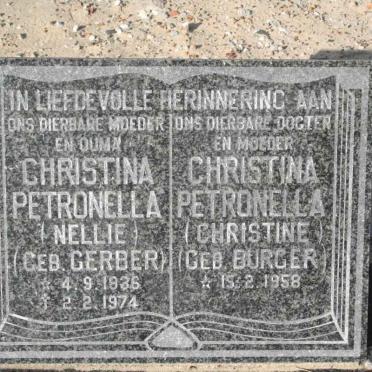 IN LIEFDEVOLLE HERINNERING AAN
ONS DIERBARE MOEDER
EN OUMA
CHRISTINA
PETRONELLA
(NELLIE)
(GEB. GERBER)
☆ 4.9.1936
✝ 2.2.1974
ONS DIERBARE DOGTER
EN MOEDER
CHRISTINA
PETRONELLA
(CHRISTINE)
(GEB. BURGER)
☆ 15.2.1958